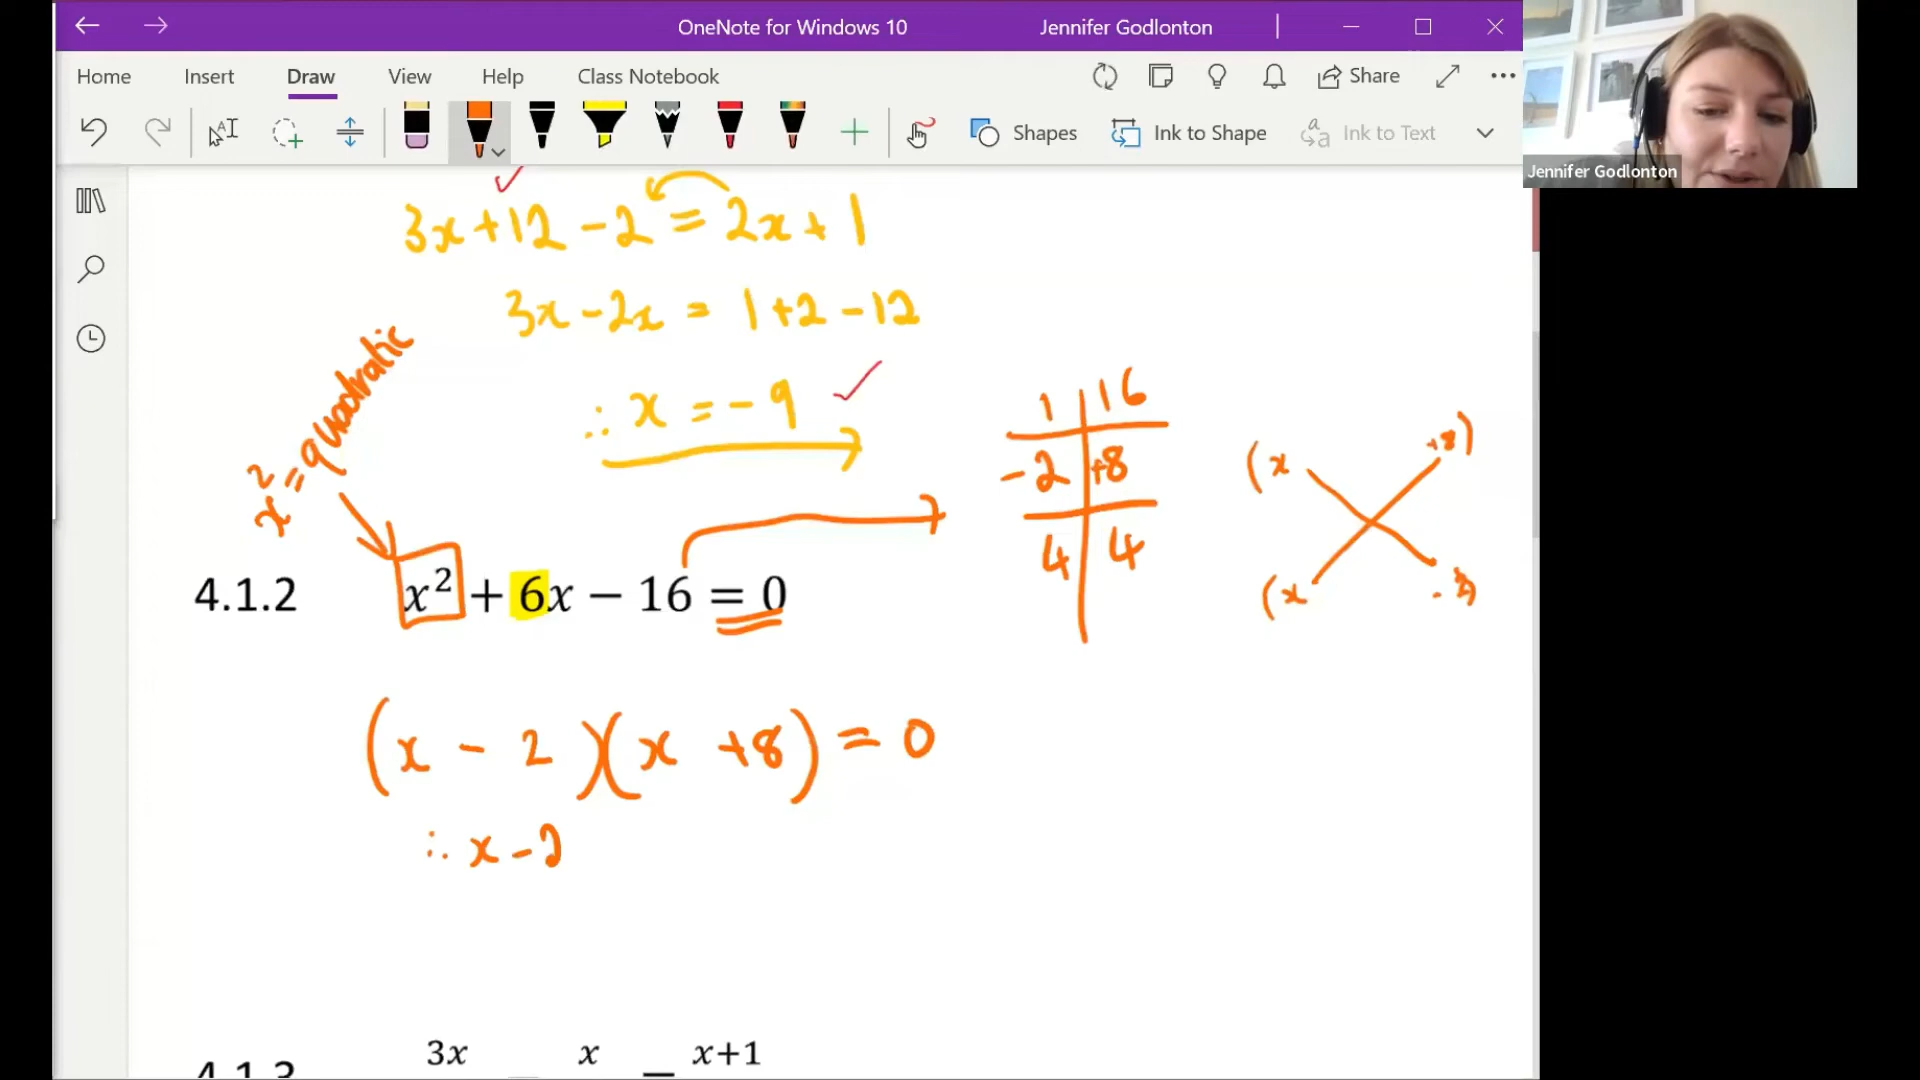 OneNote for Windows 10
Jennifer Godlonton
Home Insert Draw View Help Class Notebook
Share
Shapes Ink to Shape Ink to Text
Jennifer Godlonton
3x+12-2=2x+1
3x-2x = 1+2-12
∴ x = -9
x² = quadratic
1 | 16
-2 | +8
4 | 4
(x +8)
(x -2)
4.1.2 x² + 6x − 16 = 0
(x - 2)(x +8) = 0
∴ x-2
4.1.3 3x x x+1